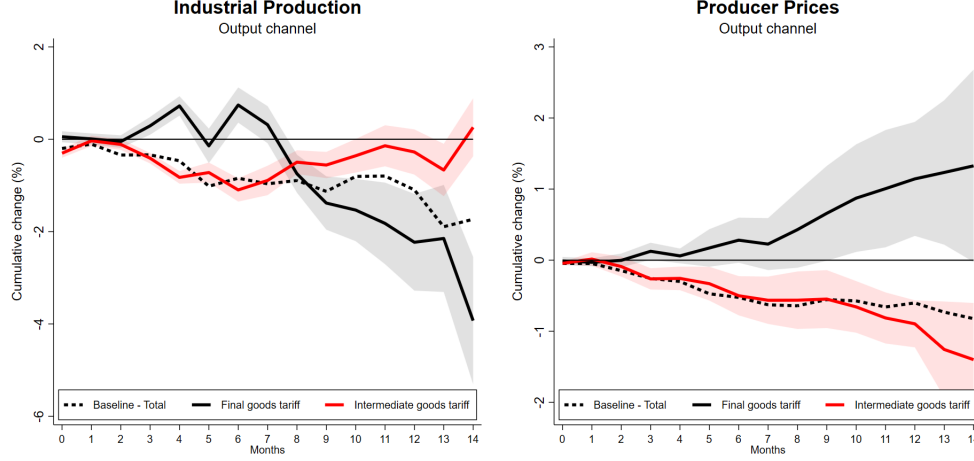 Industrial Production
Output channel
Cumulative change (%)
2
0
-2
-4
-6
Baseline - Total
Final goods tariff
Intermediate goods tariff
0 1 2 3 4 5 6 7 8 9 10 11 12 13 14
Months
Producer Prices
Output channel
Cumulative change (%)
3
2
1
0
-1
-2
Baseline - Total
Final goods tariff
Intermediate goods tariff
0 1 2 3 4 5 6 7 8 9 10 11 12 13
Months